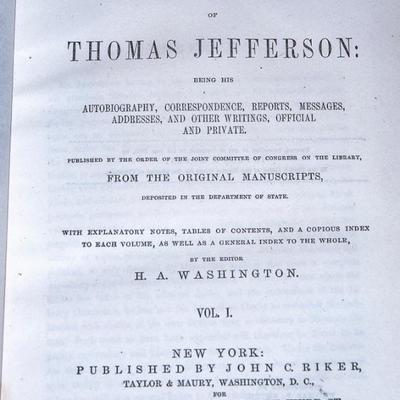 OF
THOMAS JEFFERSON:
BEING HIS
AUTOBIOGRAPHY, CORRESPONDENCE, REPORTS, MESSAGES,
ADDRESSES, AND OTHER WRITINGS, OFFICIAL
AND PRIVATE.
PUBLISHED BY THE ORDER OF THE JOINT COMMITTEE OF CONGRESS ON THE LIBRARY,
FROM THE ORIGINAL MANUSCRIPTS,
DEPOSITED IN THE DEPARTMENT OF STATE.
WITH EXPLANATORY NOTES, TABLES OF CONTENTS, AND A COPIOUS INDEX
TO EACH VOLUME, AS WELL AS A GENERAL INDEX TO THE WHOLE,
BY THE EDITOR
H. A. WASHINGTON.
VOL. I.
NEW YORK:
PUBLISHED BY JOHN C. RIKER,
TAYLOR & MAURY, WASHINGTON, D. C.,
FOR